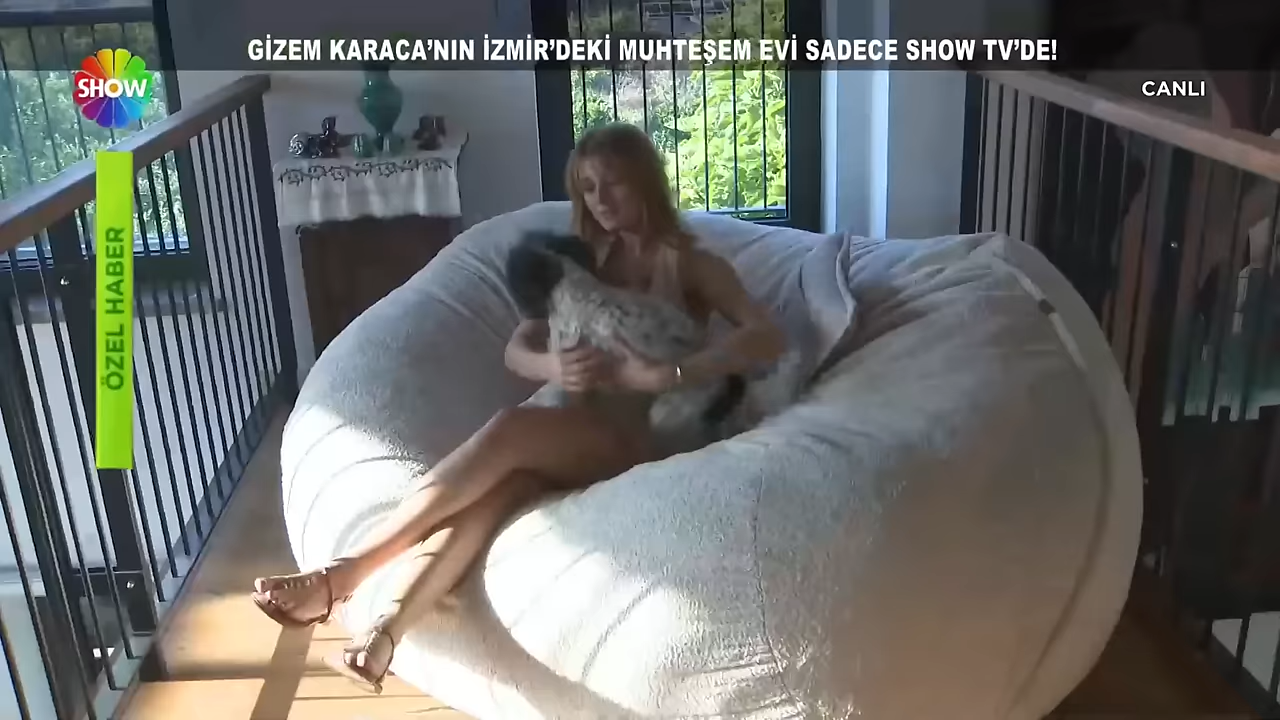 GİZEM KARACA’NIN İZMİR’DEKİ MUHTEŞEM EVİ SADECE SHOW TV’DE!
SHOW
CANLI
ÖZEL HABER